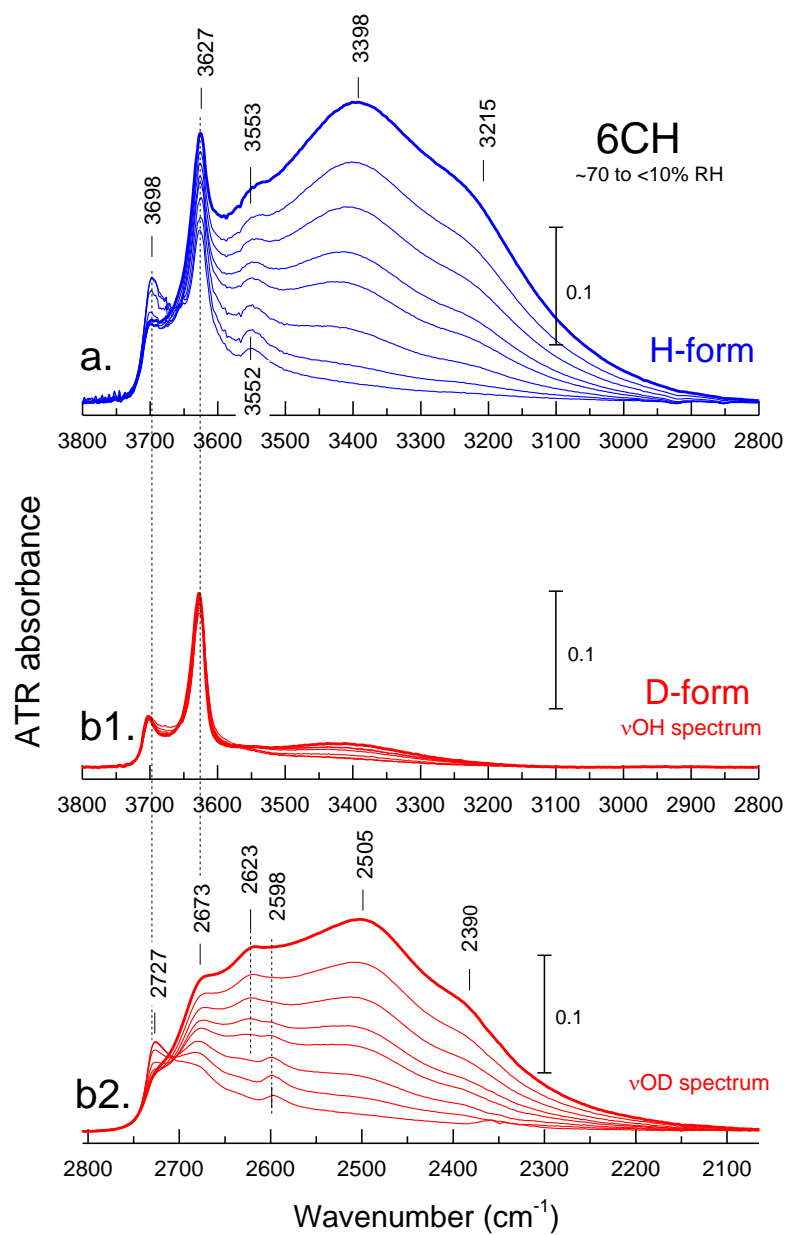 3627
3398
3553
3215
3698
6CH
~70 to <10% RH
0.1
H-form
a.
3552
3800 3700 3600 3500 3400 3300 3200 3100 3000 2900 2800
ATR absorbance
0.1
D-form
νOH spectrum
b1.
3800 3700 3600 3500 3400 3300 3200 3100 3000 2900 2800
2505
2623
2598
2673
2390
2727
0.1
νOD spectrum
b2.
2800 2700 2600 2500 2400 2300 2200 2100
Wavenumber (cm⁻¹)